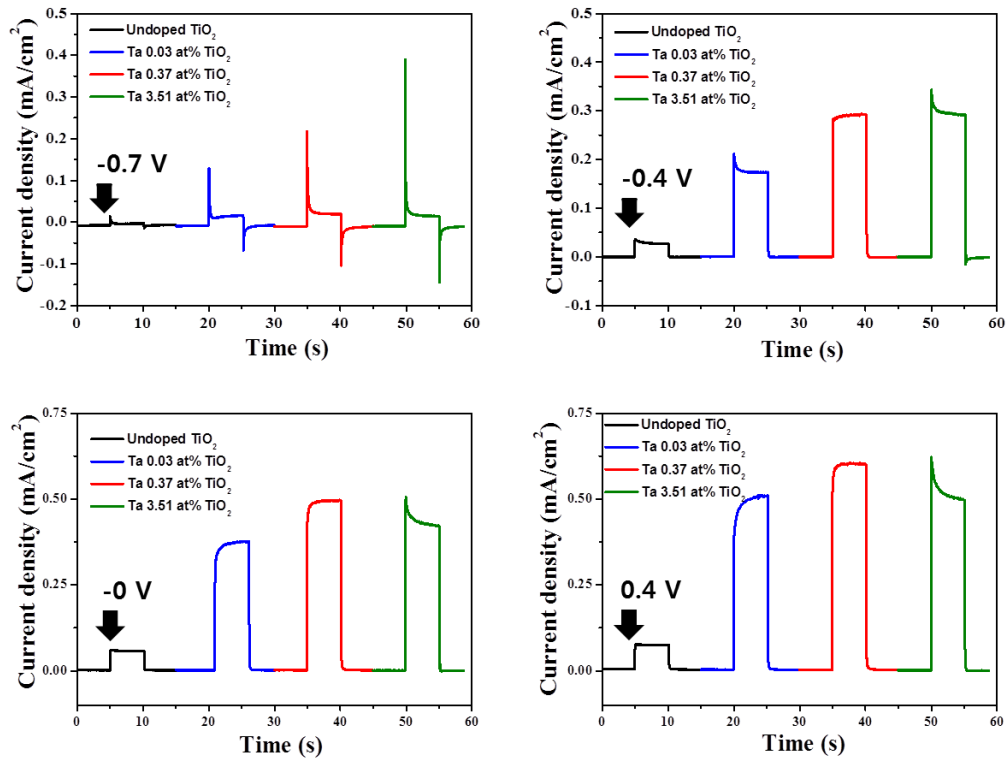 Current density (mA/cm²)
0.5
0.4
0.3
0.2
0.1
0.0
-0.1
-0.2
Undoped TiO₂
Ta 0.03 at% TiO₂
Ta 0.37 at% TiO₂
Ta 3.51 at% TiO₂
-0.7 V
0 10 20 30 40 50 60
Time (s)
Current density (mA/cm²)
0.5
0.4
0.3
0.2
0.1
0.0
-0.1
Undoped TiO₂
Ta 0.03 at% TiO₂
Ta 0.37 at% TiO₂
Ta 3.51 at% TiO₂
-0.4 V
0 10 20 30 40 50 60
Time (s)
Current density (mA/cm²)
0.75
0.50
0.25
0.00
Undoped TiO₂
Ta 0.03 at% TiO₂
Ta 0.37 at% TiO₂
Ta 3.51 at% TiO₂
-0 V
0 10 20 30 40 50 60
Time (s)
Current density (mA/cm²)
0.75
0.50
0.25
0.00
Undoped TiO₂
Ta 0.03 at% TiO₂
Ta 0.37 at% TiO₂
Ta 3.51 at% TiO₂
0.4 V
0 10 20 30 40 50 60
Time (s)